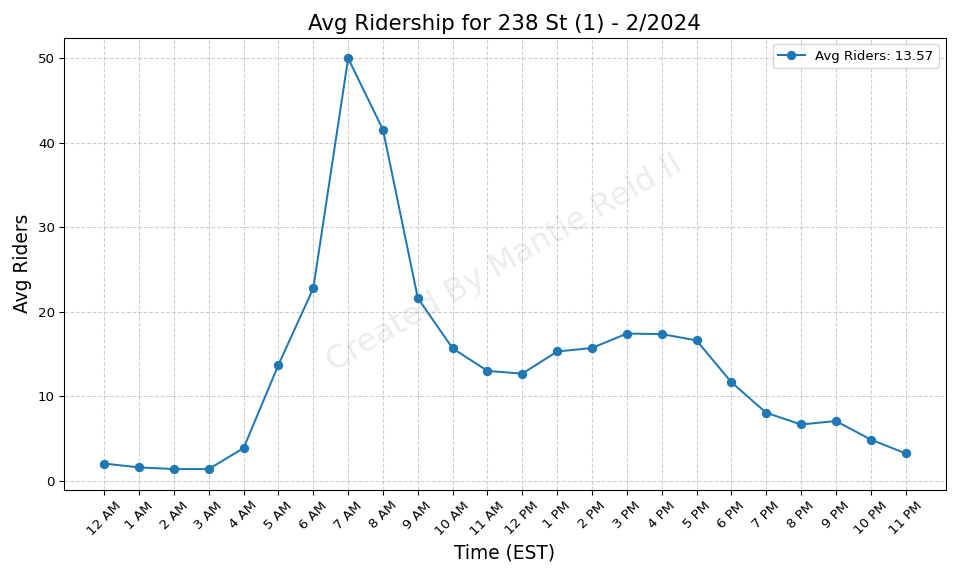 Avg Ridership for 238 St (1) - 2/2024
Avg Riders: 13.57
Avg Riders
50
40
30
20
10
0
Created By Mantie Reid II
12 AM
1 AM
2 AM
3 AM
4 AM
5 AM
6 AM
7 AM
8 AM
9 AM
10 AM
11 AM
12 PM
1 PM
2 PM
3 PM
4 PM
5 PM
6 PM
7 PM
8 PM
9 PM
10 PM
11 PM
Time (EST)